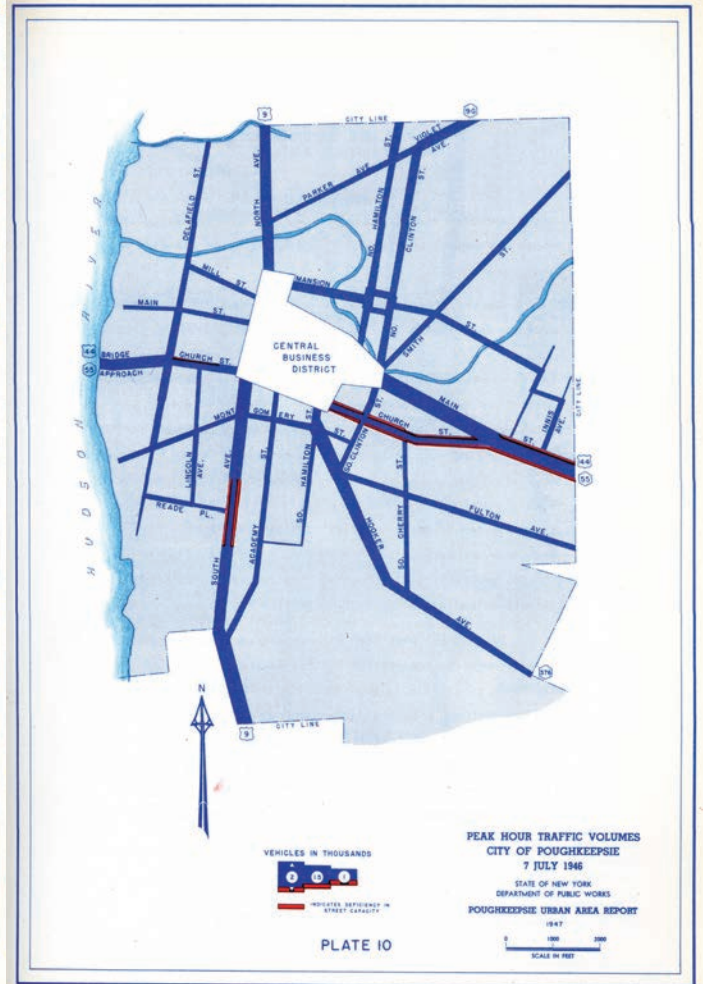 9
CITY LINE
9G
NORTH AVE.
DELAFIELD ST.
PARKER AVE.
VIOLET AVE.
NO. HAMILTON ST.
NO. CLINTON ST.
SMITH ST.
MILL ST.
MANSION ST.
MAIN ST.
CENTRAL
BUSINESS
DISTRICT
44
55
BRIDGE
APPROACH
CHURCH ST.
HUDSON RIVER
MAIN ST.
INNIS AVE.
CITY LINE
44
55
CHURCH ST.
MONTGOMERY ST.
SO. CLINTON ST.
LINCOLN AVE.
READE PL.
SOUTH AVE.
ACADEMY ST.
SO. HAMILTON ST.
HOOKER AVE.
SO. CHERRY ST.
FULTON AVE.
376
N
9
CITY LINE
VEHICLES IN THOUSANDS
2 1.5 1
INDICATES DEFICIENCY IN
STREET CAPACITY
PLATE 10
PEAK HOUR TRAFFIC VOLUMES
CITY OF POUGHKEEPSIE
7 JULY 1946
STATE OF NEW YORK
DEPARTMENT OF PUBLIC WORKS
POUGHKEEPSIE URBAN AREA REPORT
1947
0 1000 2000
SCALE IN FEET